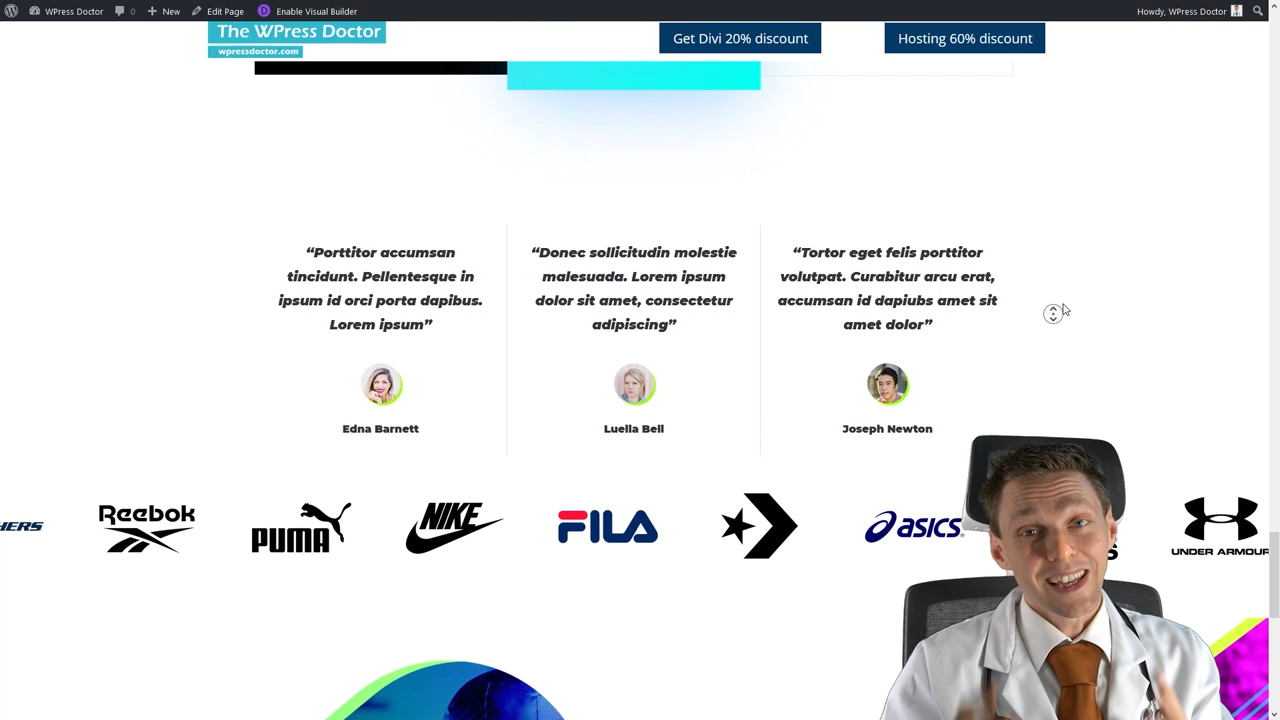 WPress Doctor
0
New
Edit Page
D
Enable Visual Builder
Howdy, WPress Doctor
The WPress Doctor
wpressdoctor.com
Get Divi 20% discount
Hosting 60% discount
“Porttitor accumsan
tincidunt. Pellentesque in
ipsum id orci porta dapibus.
Lorem ipsum”
“Donec sollicitudin molestie
malesuada. Lorem ipsum
dolor sit amet, consectetur
adipiscing”
“Tortor eget felis porttitor
volutpat. Curabitur arcu erat,
accumsan id dapiubs amet sit
amet dolor”
Edna Barnett
Luella Bell
Joseph Newton
HERS
Reebok
PUMA
NIKE
FILA
asics
S
UNDER ARMOUR